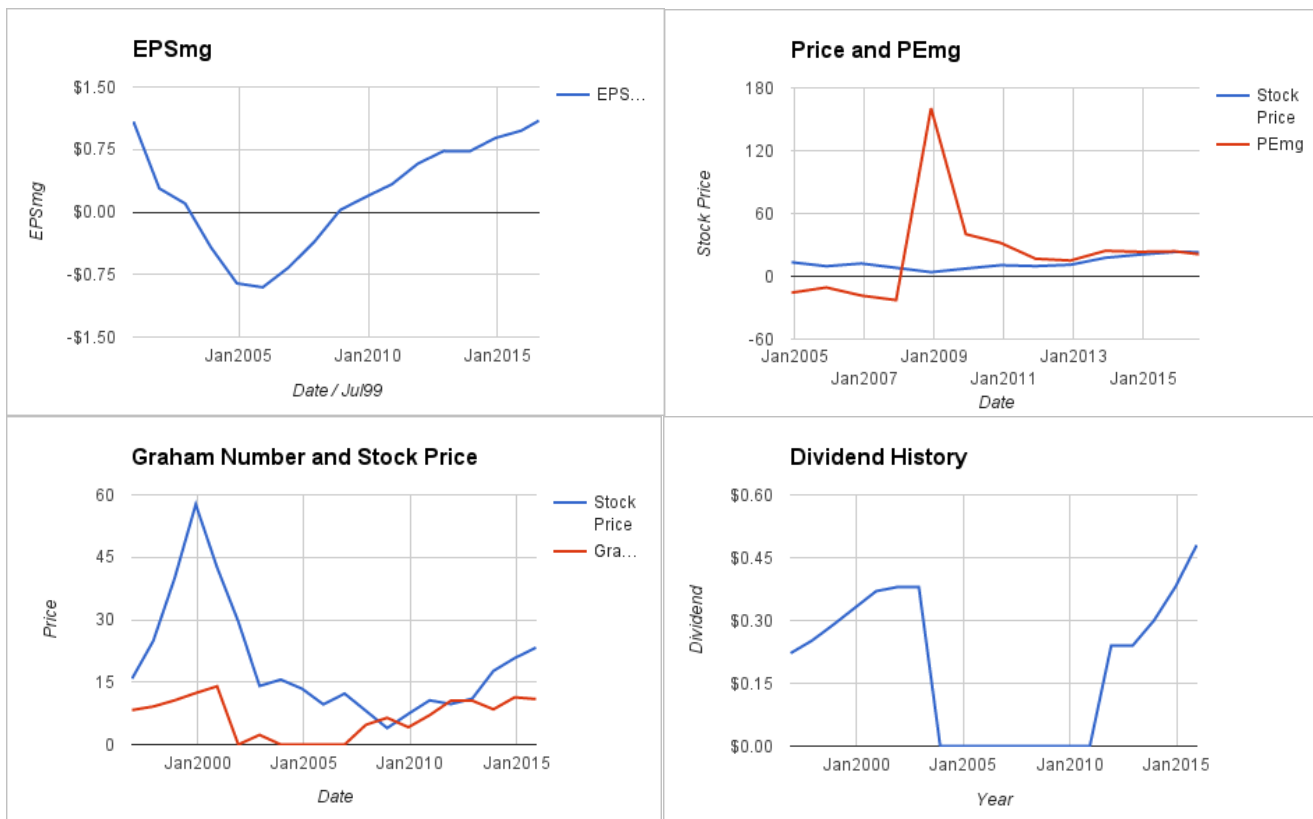 EPSmg
$1.50
$0.75
$0.00
-$0.75
-$1.50
EPSmg
Jan2005 Jan2010 Jan2015
Date / Jul99
EPS...
Price and PEmg
180
120
60
0
-60
Stock Price
Jan2005 Jan2009 Jan2013
Jan2007 Jan2011 Jan2015
Date
Stock
Price
PEmg
Graham Number and Stock Price
60
45
30
15
0
Price
Jan2000 Jan2005 Jan2010 Jan2015
Date
Stock
Price
Gra...
Dividend History
$0.60
$0.45
$0.30
$0.15
$0.00
Dividend
Jan2000 Jan2005 Jan2010 Jan2015
Year